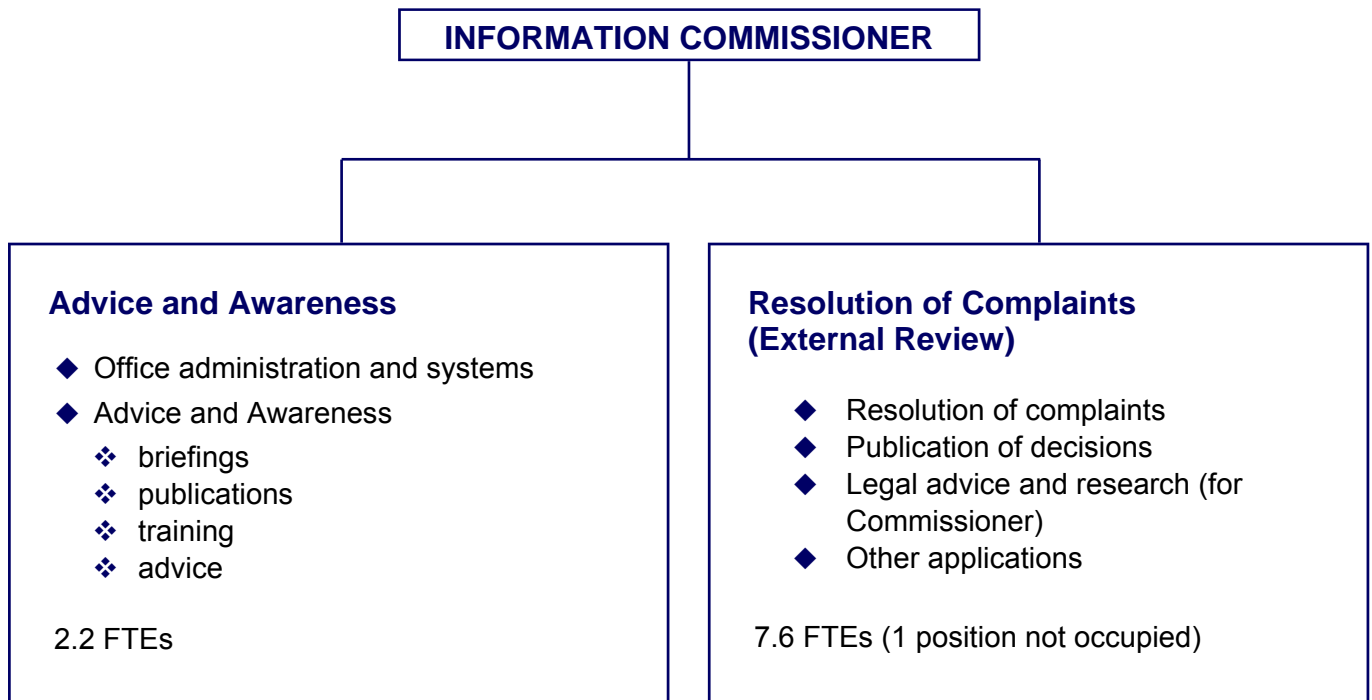 INFORMATION COMMISSIONER
Advice and Awareness
◆ Office administration and systems
◆ Advice and Awareness
❖ briefings
❖ publications
❖ training
❖ advice
2.2 FTEs
Resolution of Complaints
(External Review)
◆ Resolution of complaints
◆ Publication of decisions
◆ Legal advice and research (for
Commissioner)
◆ Other applications
7.6 FTEs (1 position not occupied)